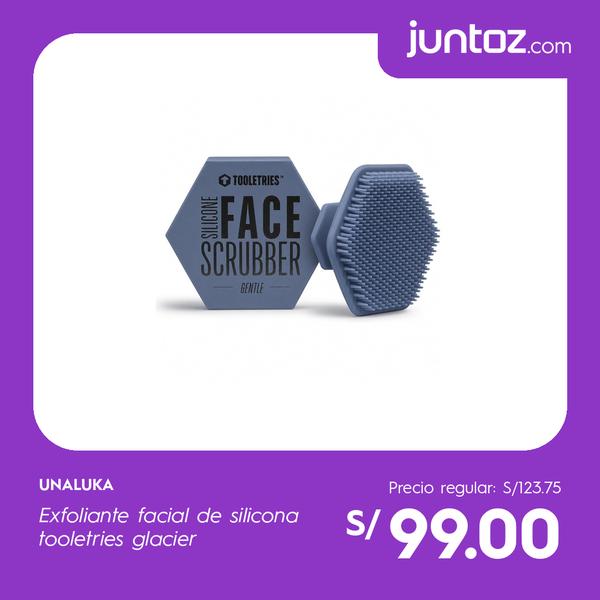 juntoz.com
TOOLETRIES™
SILICONE
FACE
SCRUBBER
GENTLE
UNALUKA
Precio regular: S/123.75
Exfoliante facial de silicona
tooletries glacier
S/99.00